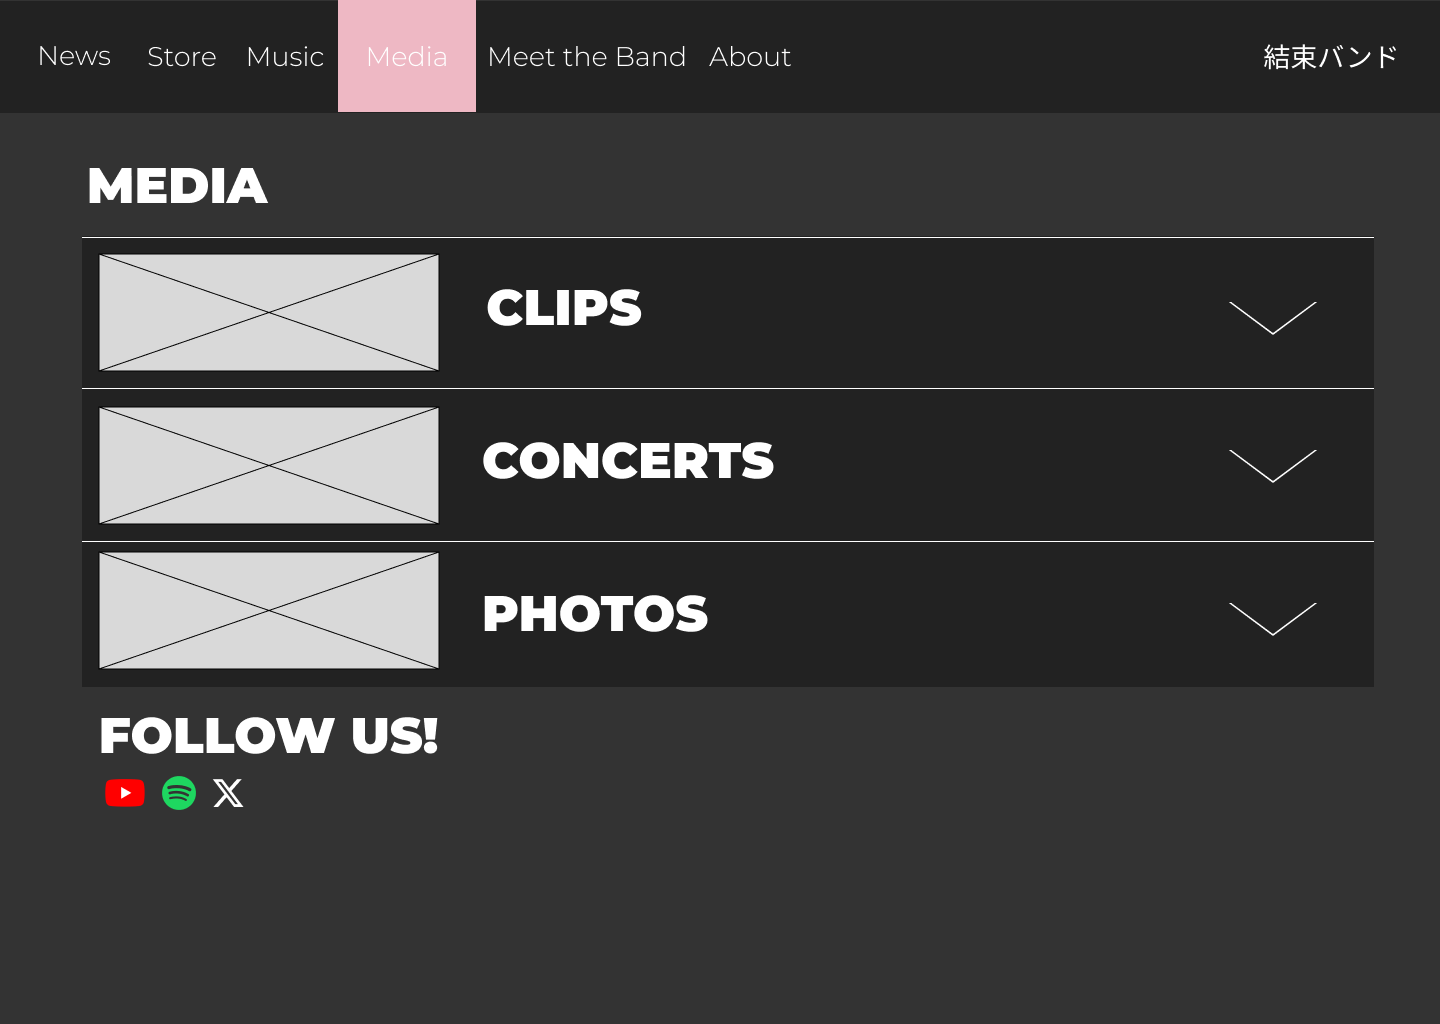 News Store Music Media Meet the Band About 結束バンド
MEDIA
CLIPS
CONCERTS
PHOTOS
FOLLOW US!